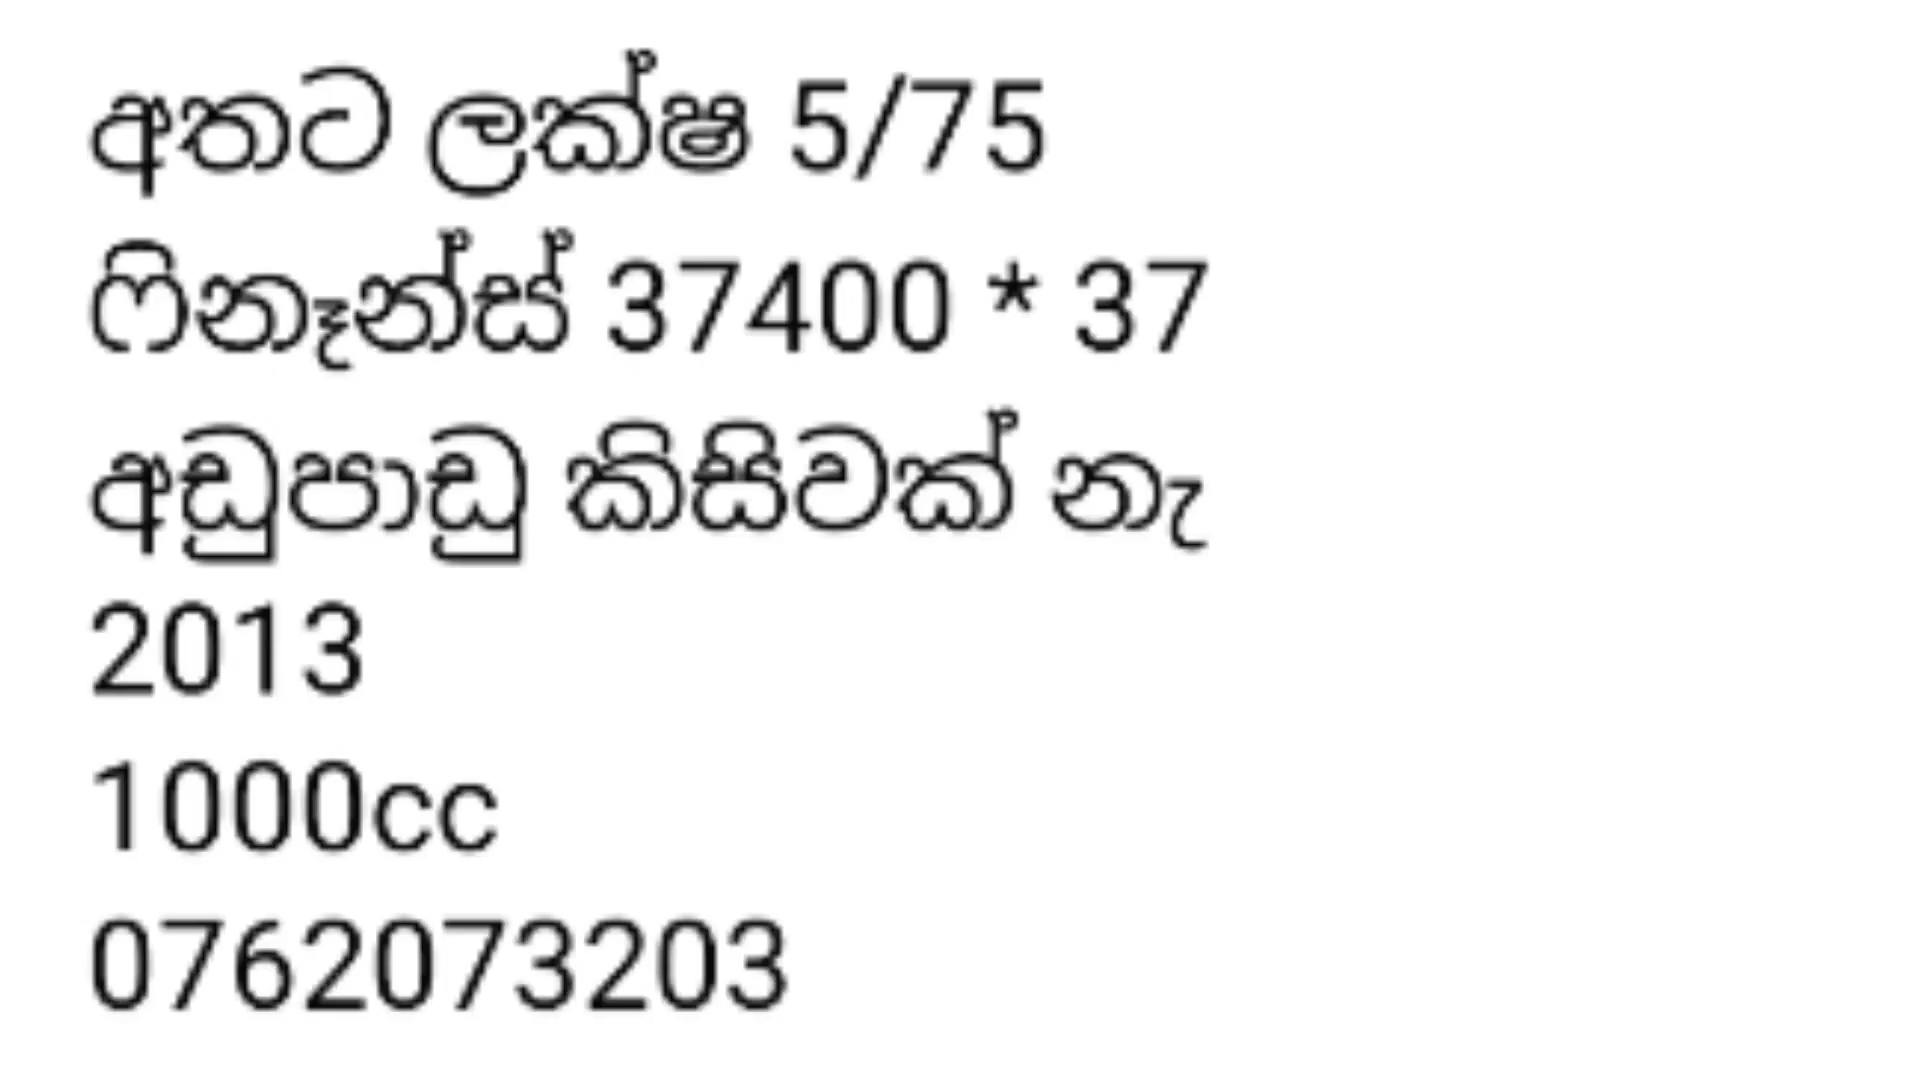 අතට ලක්ෂ 5/75
ෆිනෑන්ස් 37400 * 37
අඩුපාඩු කිසිවක් නැ
2013
1000cc
0762073203